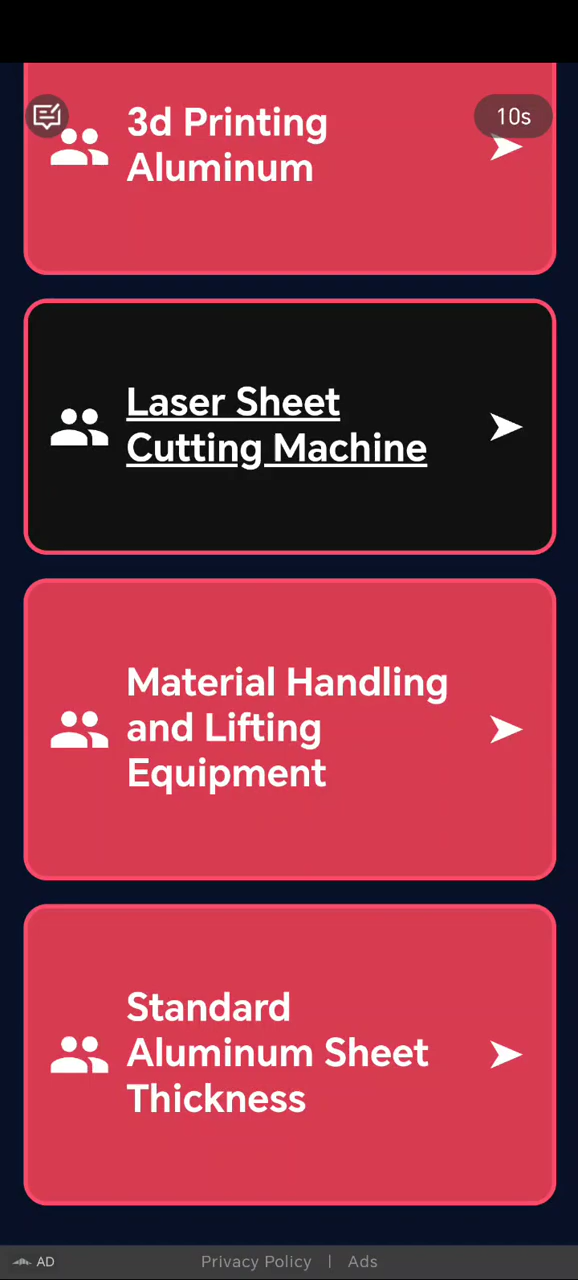 3d Printing
Aluminum
10s
Laser Sheet
Cutting Machine
Material Handling
and Lifting
Equipment
Standard
Aluminum Sheet
Thickness
AD
Privacy Policy | Ads